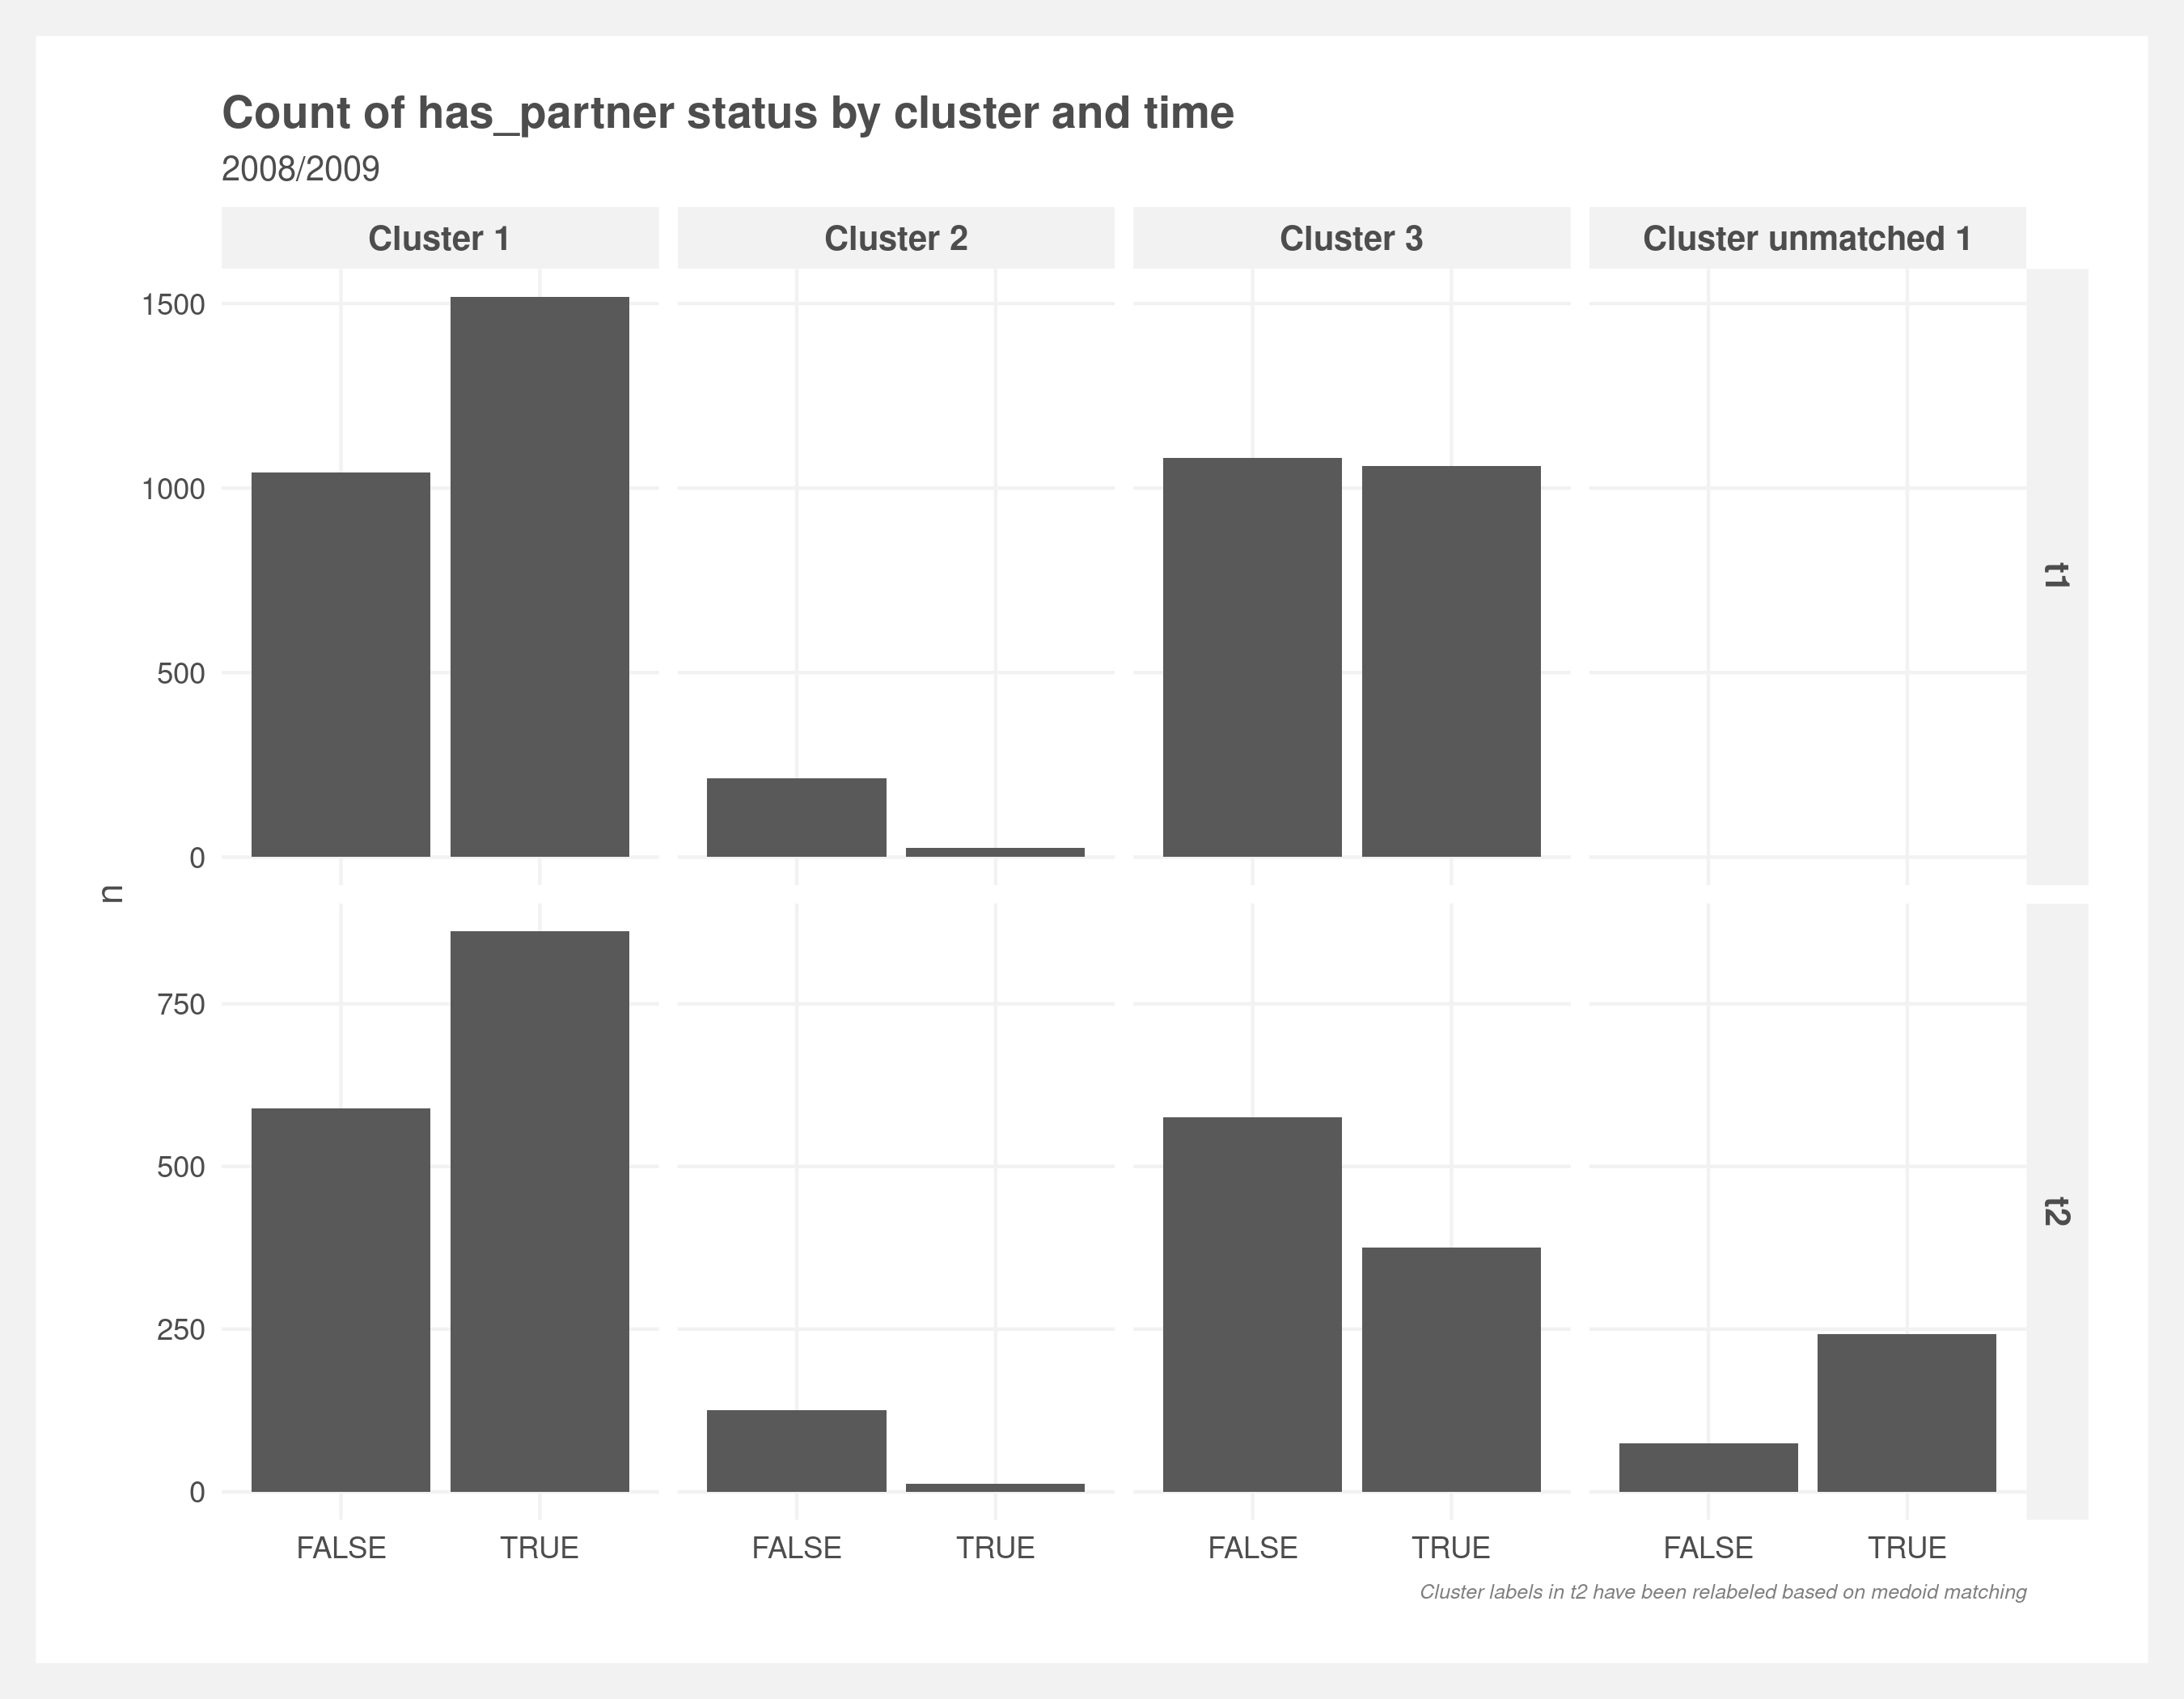 Count of has_partner status by cluster and time
2008/2009
Cluster 1
Cluster 2
Cluster 3
Cluster unmatched 1
1500
1000
500
0
t1
n
750
500
250
0
t2
FALSE
TRUE
FALSE
TRUE
FALSE
TRUE
FALSE
TRUE
Cluster labels in t2 have been relabeled based on medoid matching